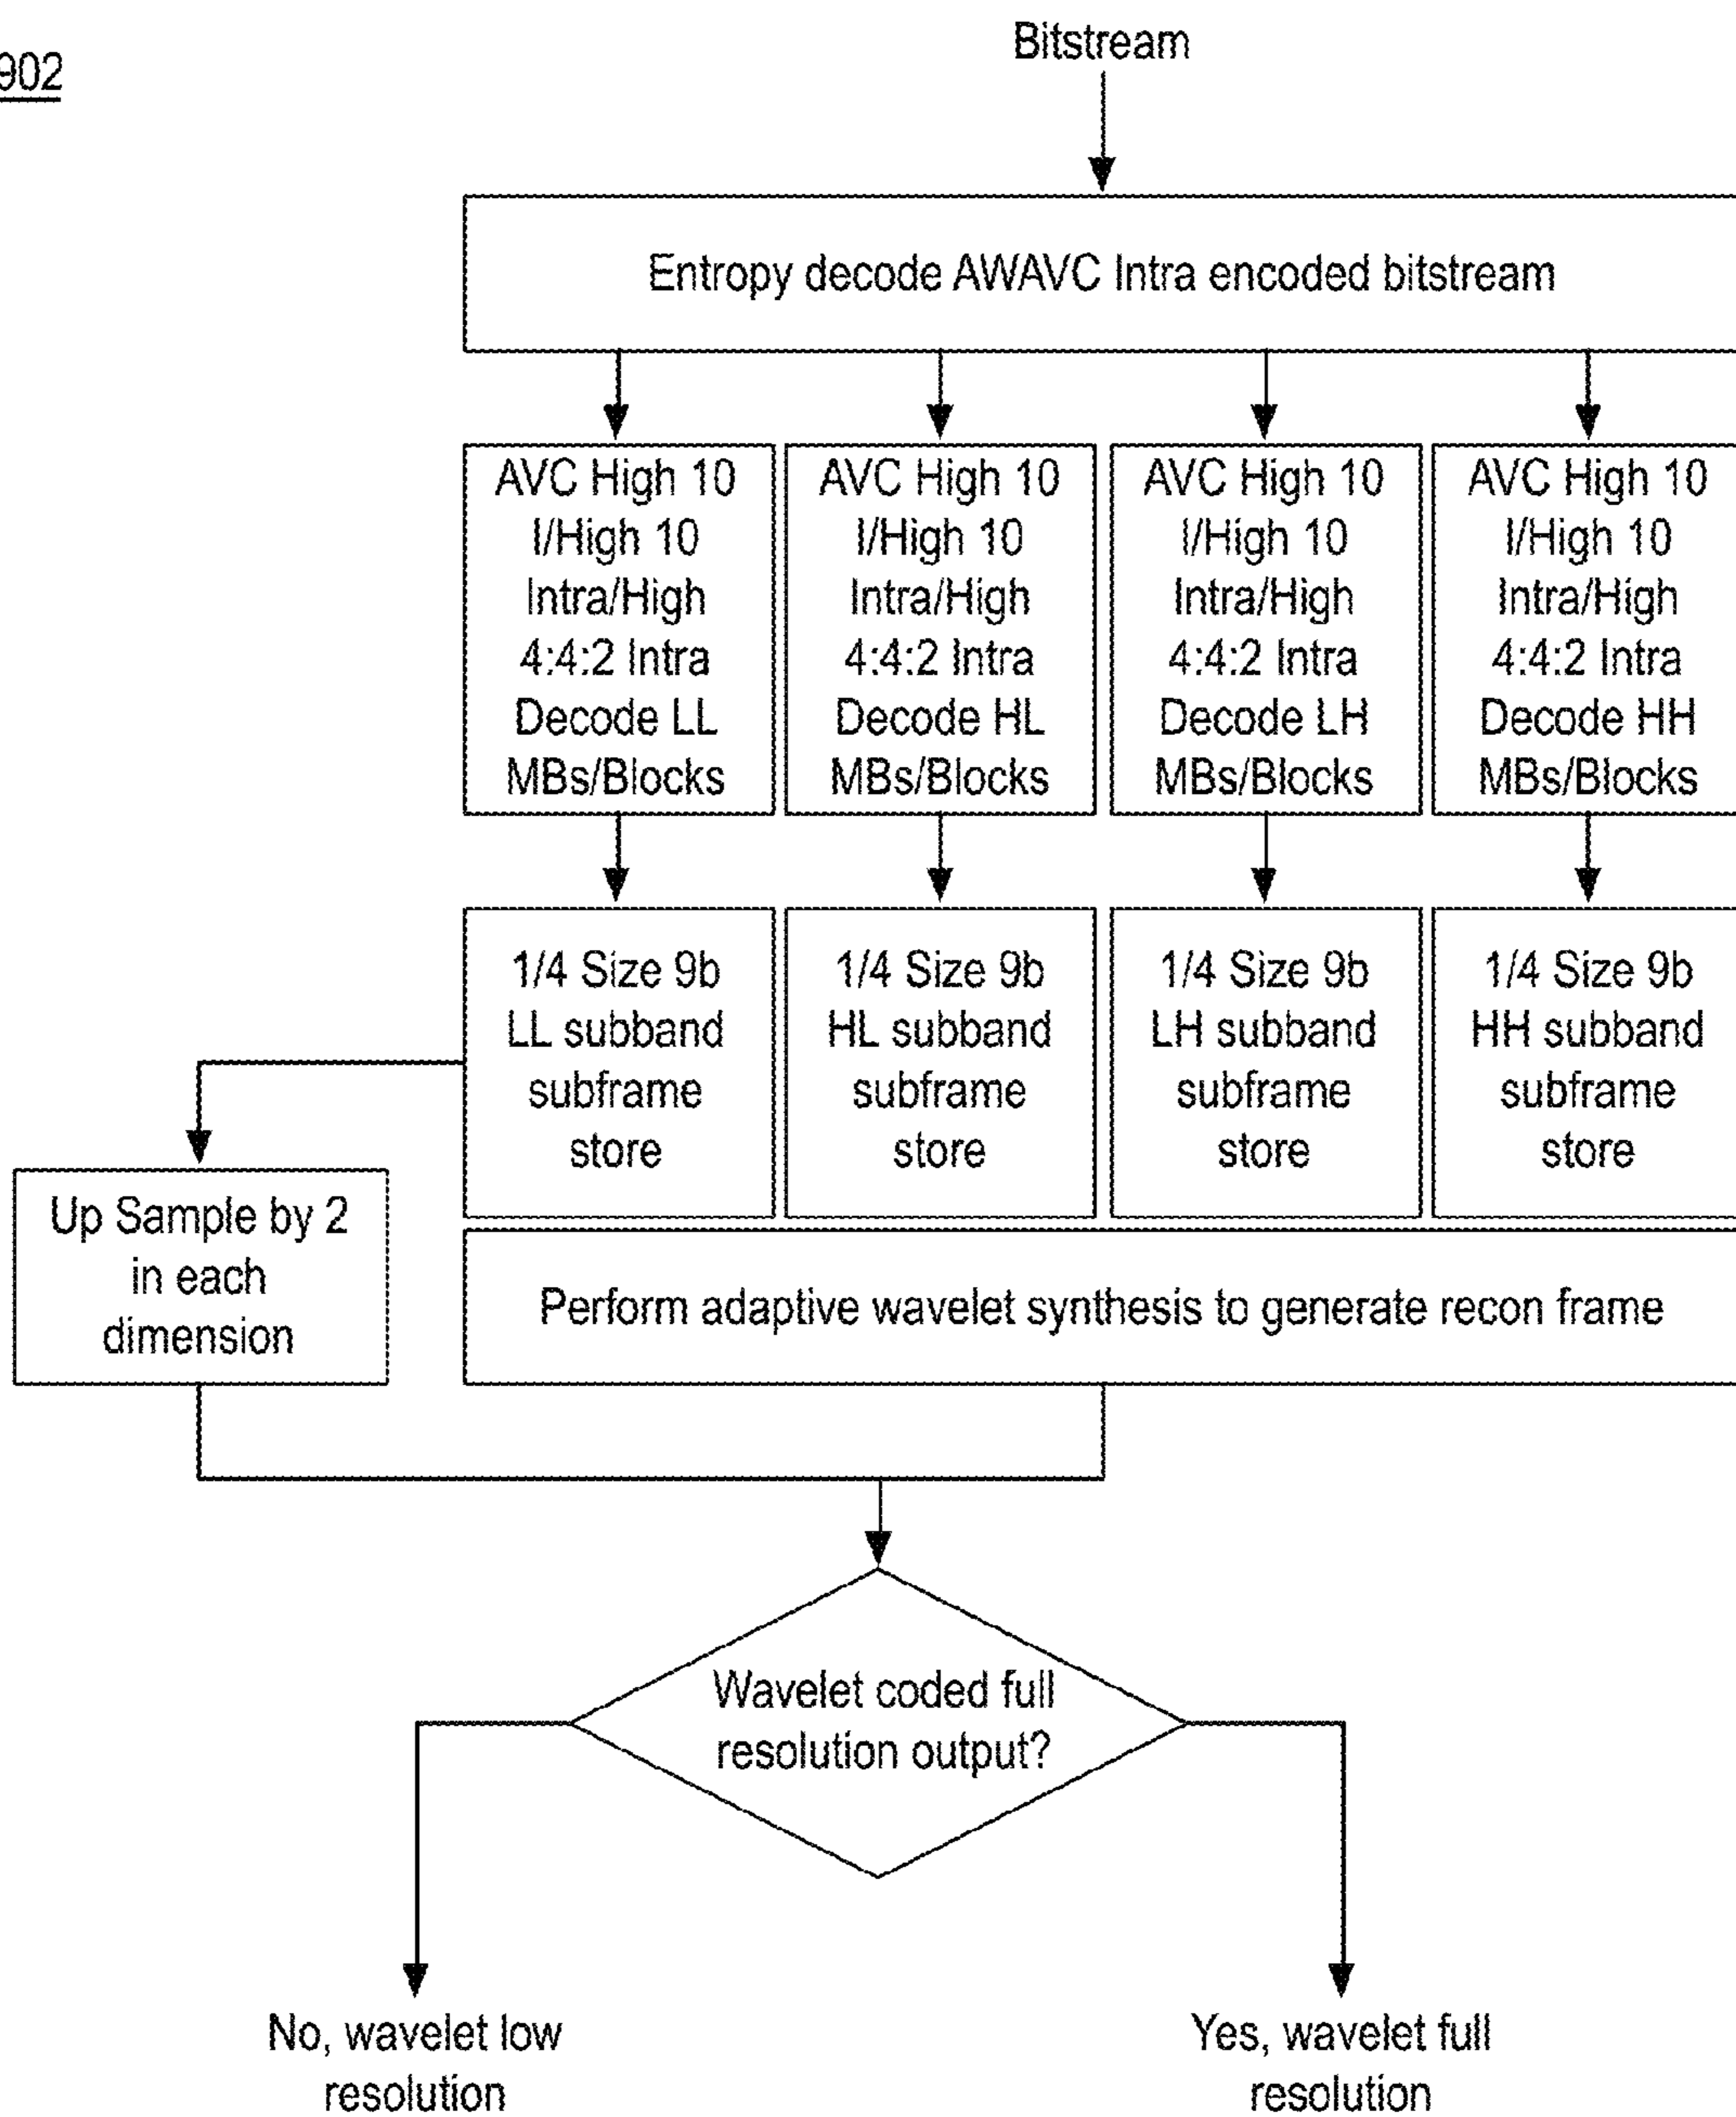 902
Bitstream
Entropy decode AWAVC Intra encoded bitstream
AVC High 10
I/High 10
Intra/High
4:4:2 Intra
Decode LL
MBs/Blocks
AVC High 10
I/High 10
Intra/High
4:4:2 Intra
Decode HL
MBs/Blocks
AVC High 10
I/High 10
Intra/High
4:4:2 Intra
Decode LH
MBs/Blocks
AVC High 10
I/High 10
Intra/High
4:4:2 Intra
Decode HH
MBs/Blocks
1/4 Size 9b
LL subband
subframe
store
1/4 Size 9b
HL subband
subframe
store
1/4 Size 9b
LH subband
subframe
store
1/4 Size 9b
HH subband
subframe
store
Up Sample by 2
in each
dimension
Perform adaptive wavelet synthesis to generate recon frame
Wavelet coded full
resolution output?
No, wavelet low
resolution
Yes, wavelet full
resolution